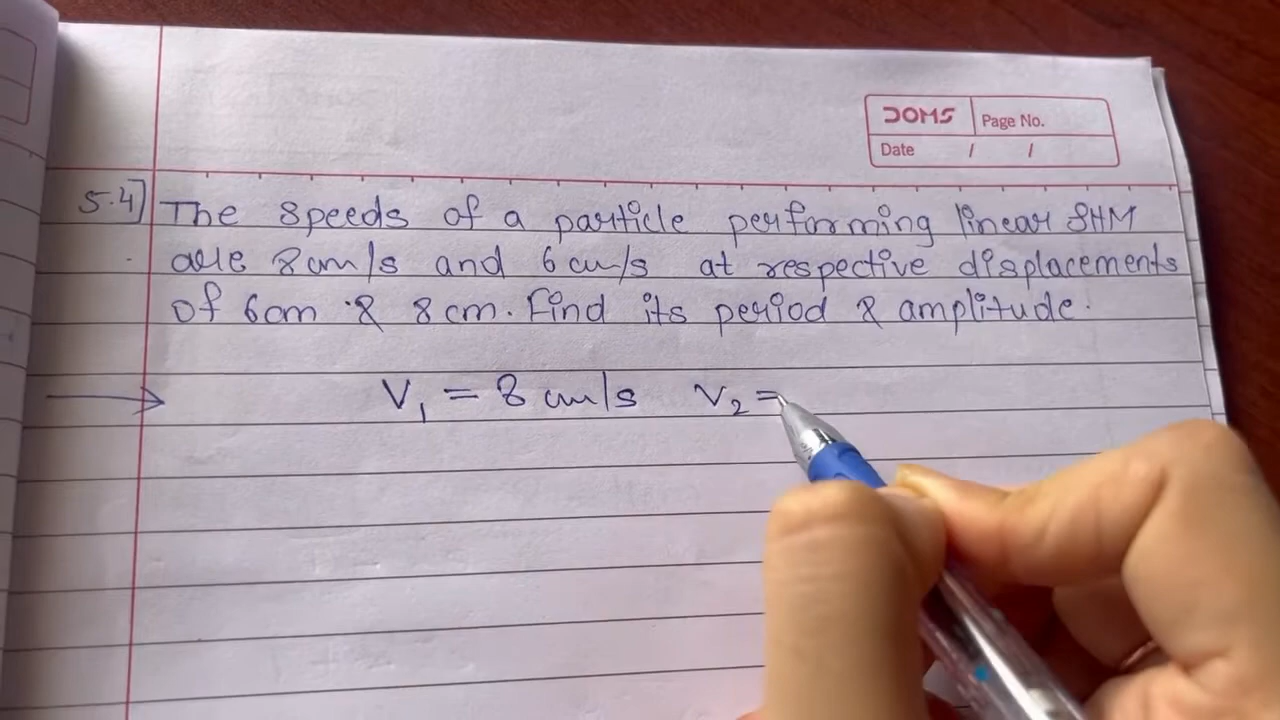 DOMS
Page No.
Date / /
5.4] The speeds of a particle performing linear SHM
are 8cm/s and 6cm/s at respective displacements
of 6cm & 8cm. Find its period & amplitude.
V₁ = 8 cm/s V₂ =